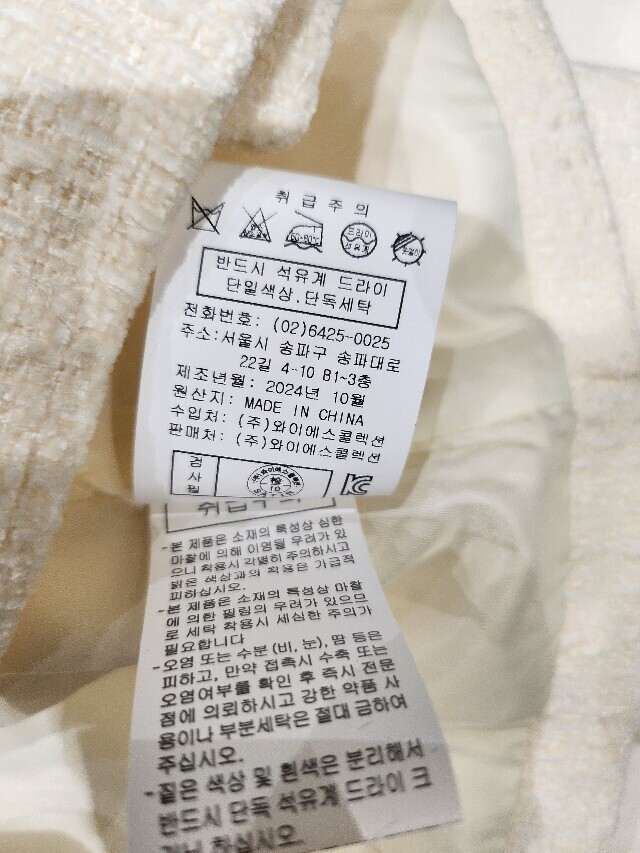 취급주의
60~80℃
드라이
석유계
반드시 석유계 드라이
단일색상.단독세탁
전화번호: (02)6425-0025
주소:서울시 송파구 송파대로
22길 4-10 B1~3층
제조년월: 2024년 10월
원산지: MADE IN CHINA
수입처: (주)와이에스콜렉션
판매처: (주)와이에스콜렉션
검
사
필
취급주의
-본 제품은 소재의 특성상 심한
마찰에 의해 이염될 우려가 있
으니 착용시 각별히 주의하시고
밝은 색상과의 착용은 가급적
피하십시오.
-본 제품은 소재의 특성상 마찰
에 의한 필링의 우려가 있으므
로 세탁 착용시 세심한 주의가
필요합니다
-오염 또는 수분(비, 눈), 땀 등은
피하고, 만약 접촉시 수축 또는
오염여부를 확인 후 즉시 전문
점에 의뢰하시고 강한 약품 사
용이나 부분세탁은 절대 금하여
주십시오.
-짙은 색상 및 흰색은 분리해서
반드시 단독 석유계 드라이 크
리닝 하십시오.